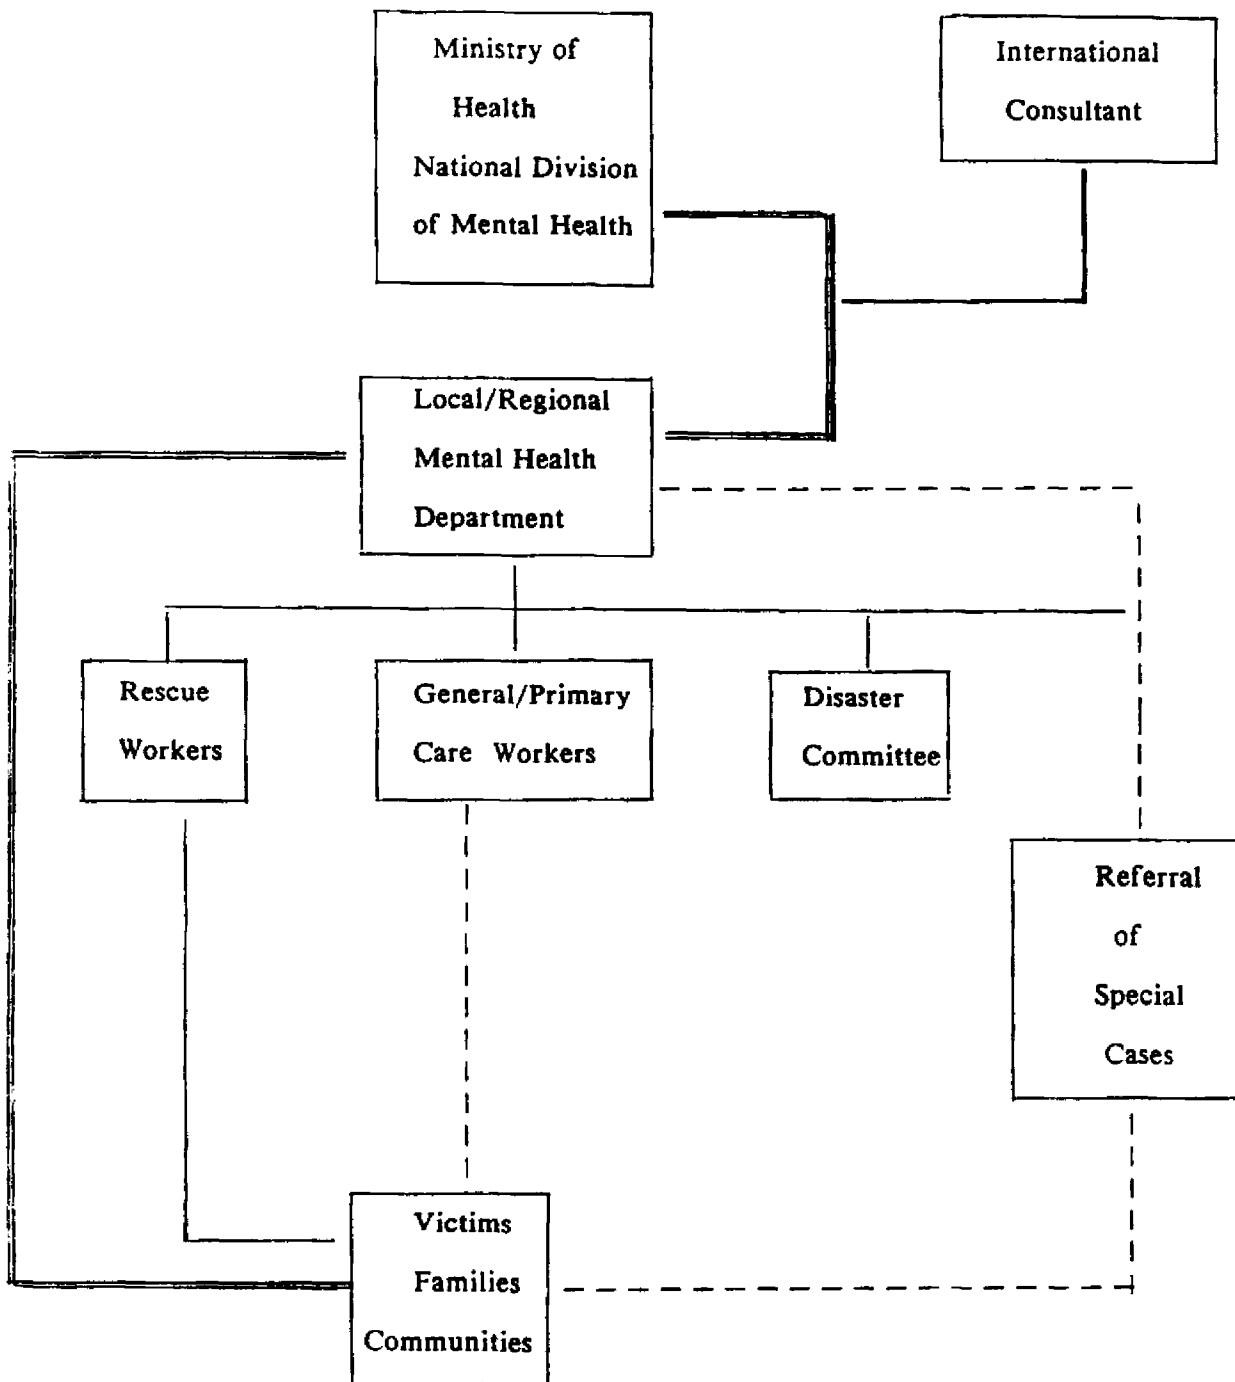 Ministry of
Health
National Division
of Mental Health
International
Consultant
Local/Regional
Mental Health
Department
Rescue
Workers
General/Primary
Care Workers
Disaster
Committee
Referral
of
Special
Cases
Victims
Families
Communities